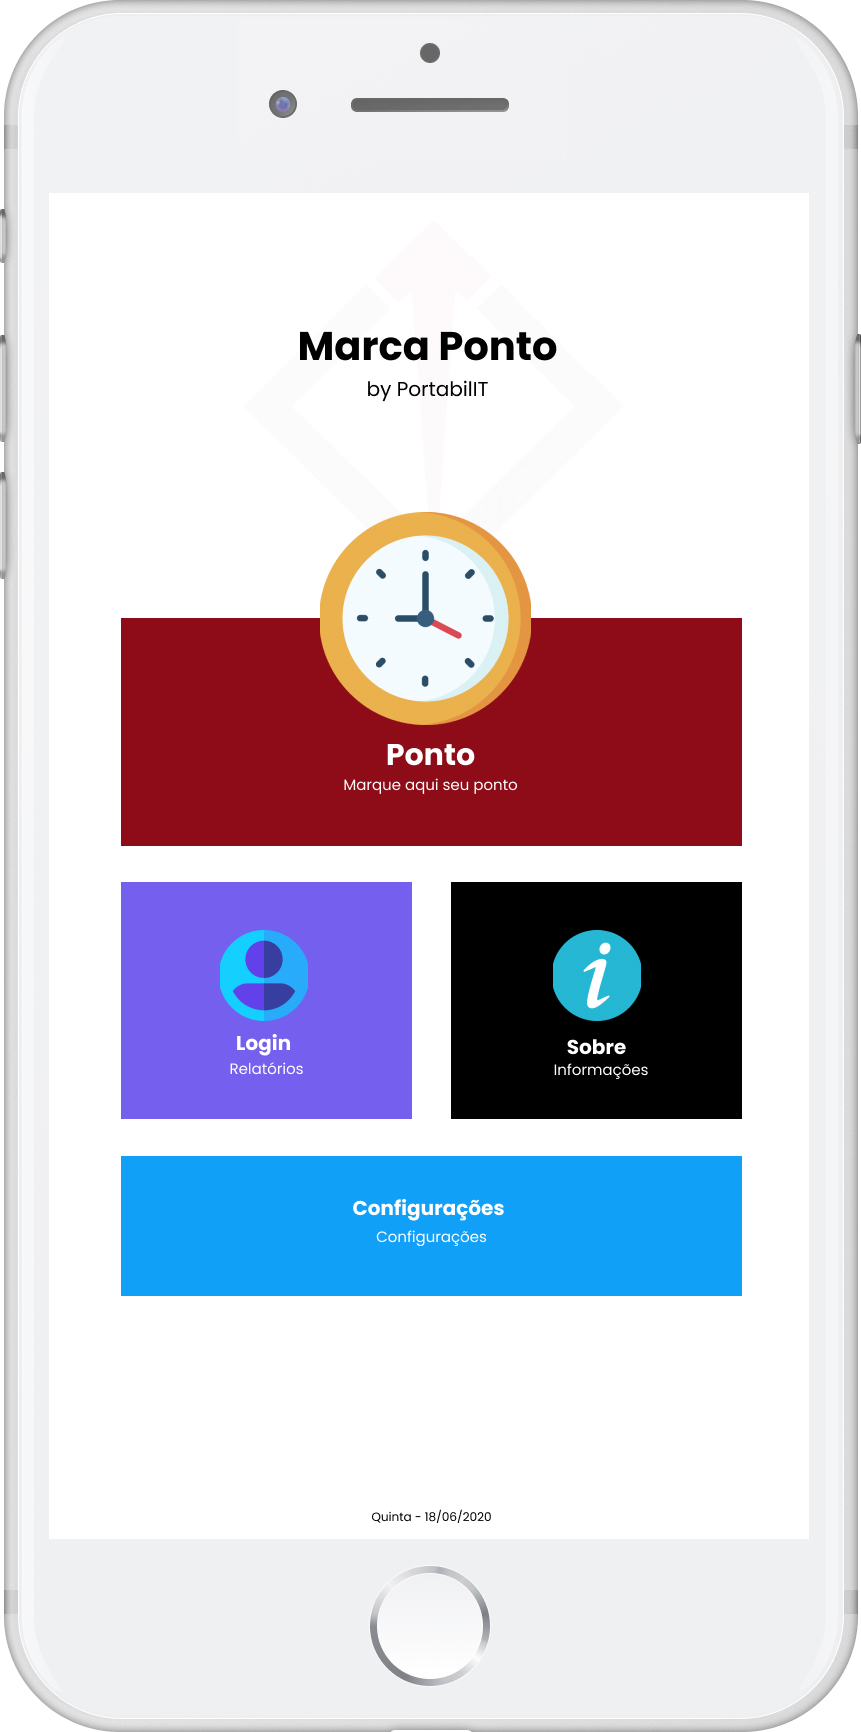 Marca Ponto
by PortabilIT
Ponto
Marque aqui seu ponto
Login
Relatórios
Sobre
Informações
Configurações
Configurações
Quinta - 18/06/2020